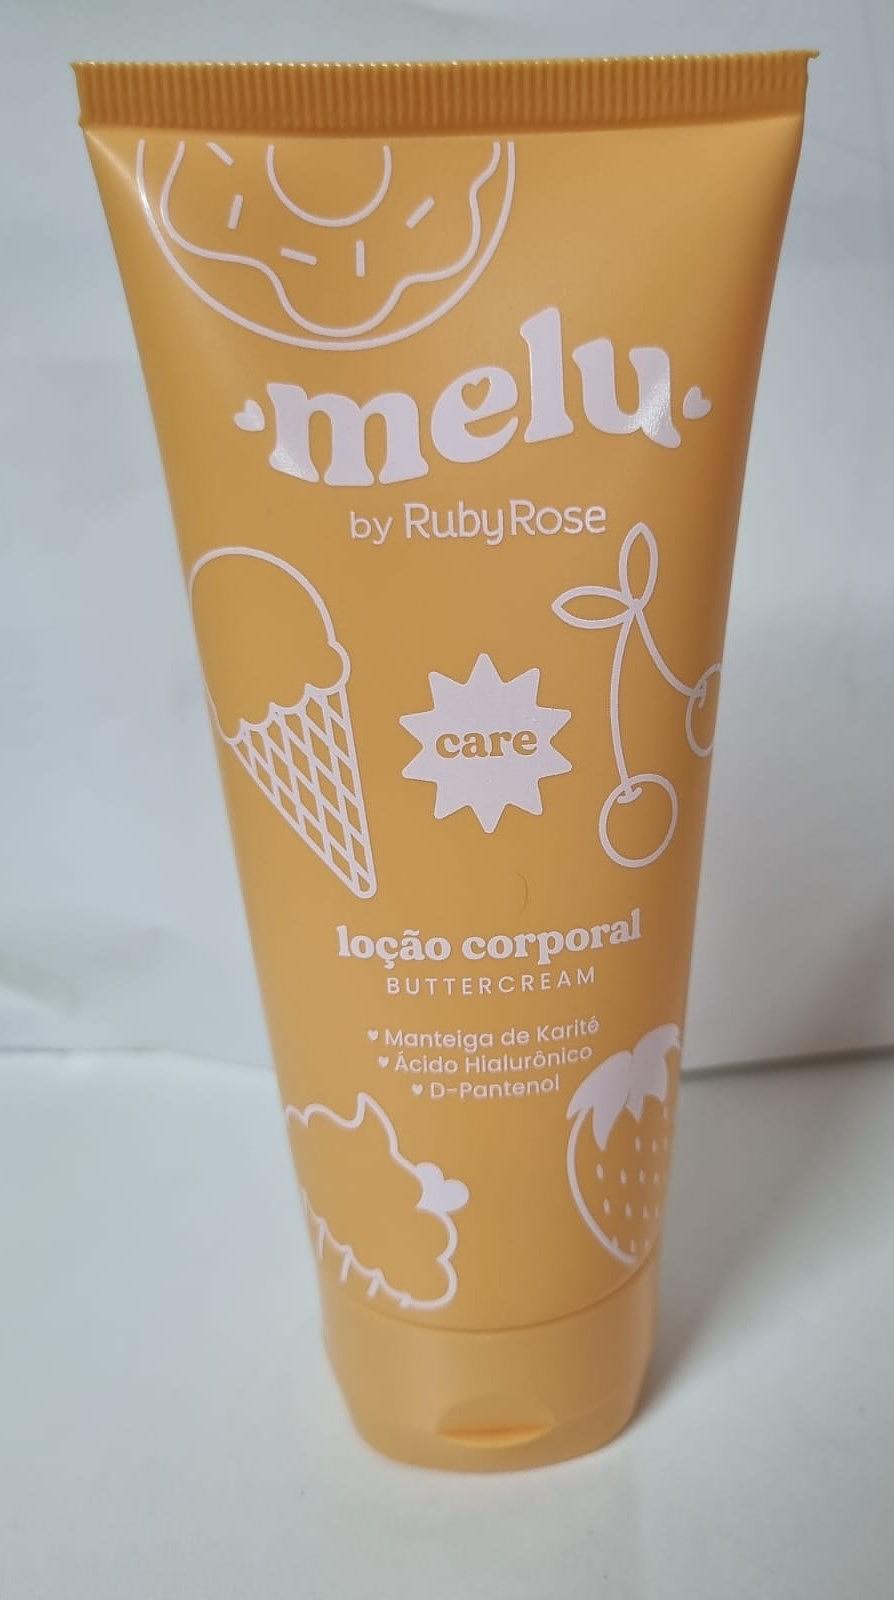 melu
by RubyRose
care
loção corporal
BUTTERCREAM
Manteiga de Karité
Ácido Hialurônico
D-Pantenol